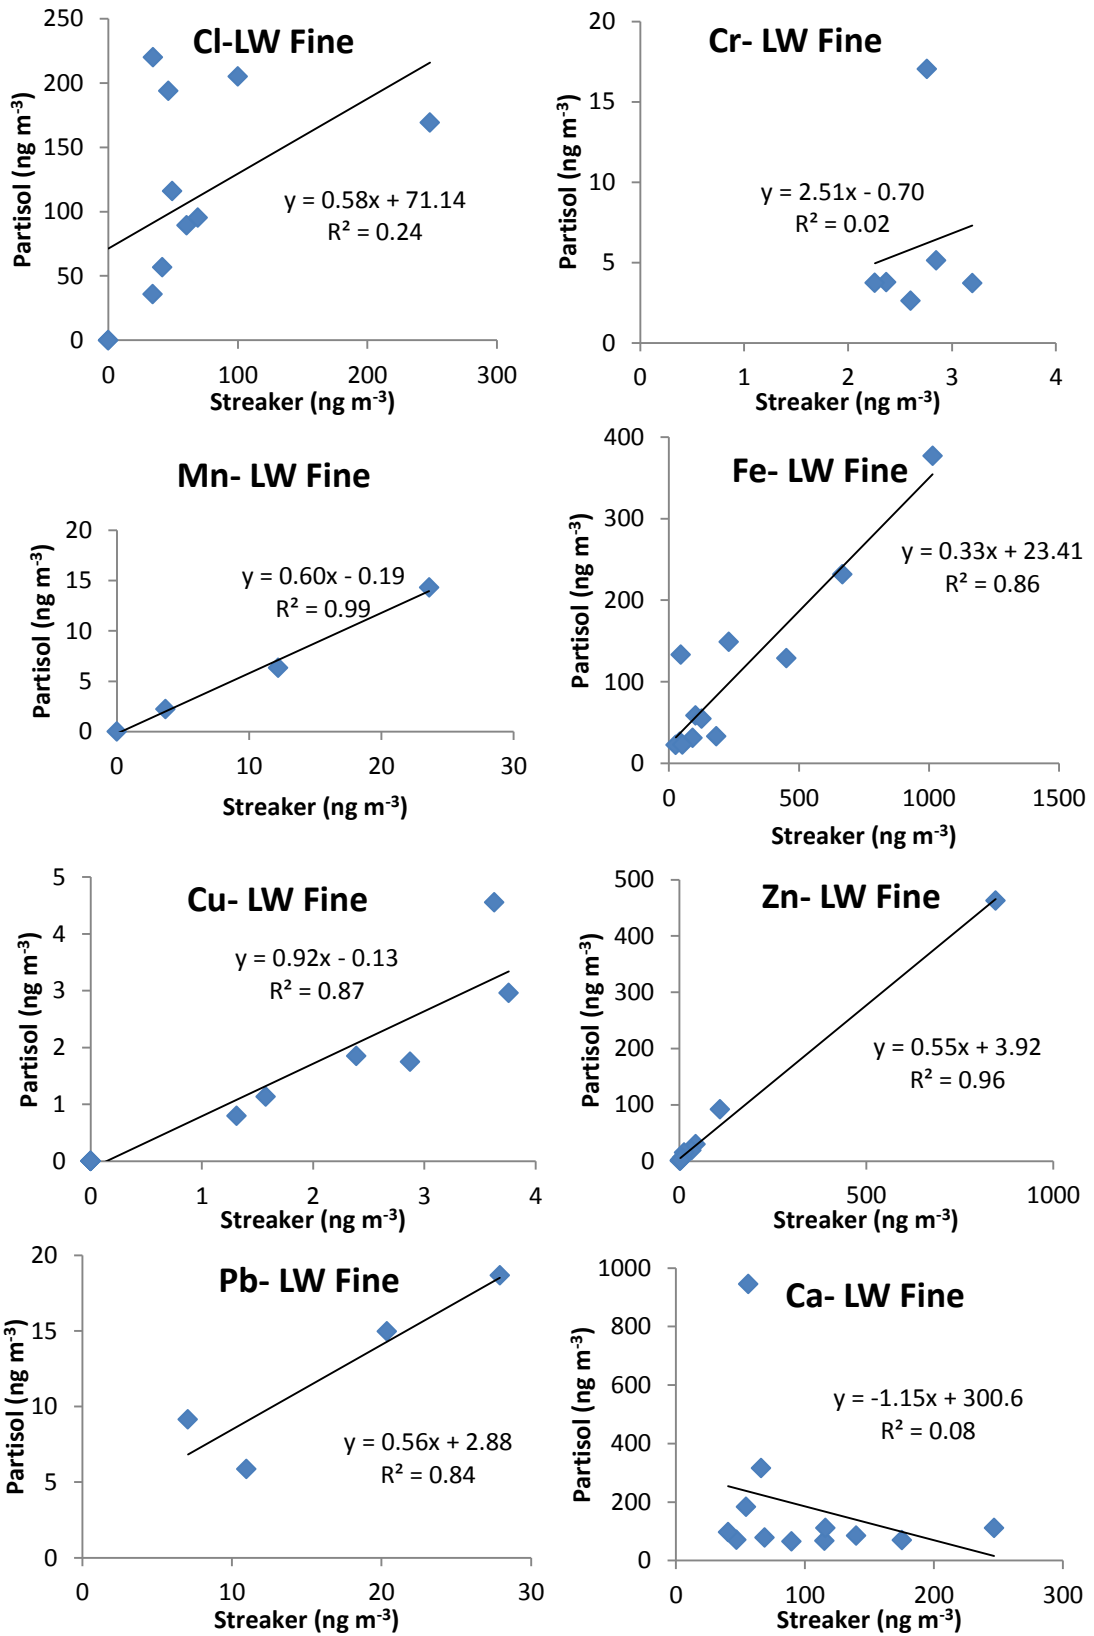 Cl-LW Fine
250
200
150
100
50
0
Partisol (ng m-3)
y = 0.58x + 71.14
R² = 0.24
0 100 200 300
Streaker (ng m-3)
Cr- LW Fine
20
15
10
5
0
Partisol (ng m-3)
y = 2.51x - 0.70
R² = 0.02
0 1 2 3 4
Streaker (ng m-3)
Mn- LW Fine
20
15
10
5
0
Partisol (ng m-3)
y = 0.60x - 0.19
R² = 0.99
0 10 20 30
Streaker (ng m-3)
Fe- LW Fine
400
300
200
100
0
Partisol (ng m-3)
y = 0.33x + 23.41
R² = 0.86
0 500 1000 1500
Streaker (ng m-3)
Cu- LW Fine
5
4
3
2
1
0
Partisol (ng m-3)
y = 0.92x - 0.13
R² = 0.87
0 1 2 3 4
Streaker (ng m-3)
Zn- LW Fine
500
400
300
200
100
0
Partisol (ng m-3)
y = 0.55x + 3.92
R² = 0.96
0 500 1000
Streaker (ng m-3)
Pb- LW Fine
20
15
10
5
0
Partisol (ng m-3)
y = 0.56x + 2.88
R² = 0.84
0 10 20 30
Streaker (ng m-3)
Ca- LW Fine
1000
800
600
400
200
0
Partisol (ng m-3)
y = -1.15x + 300.6
R² = 0.08
0 100 200 300
Streaker (ng m-3)